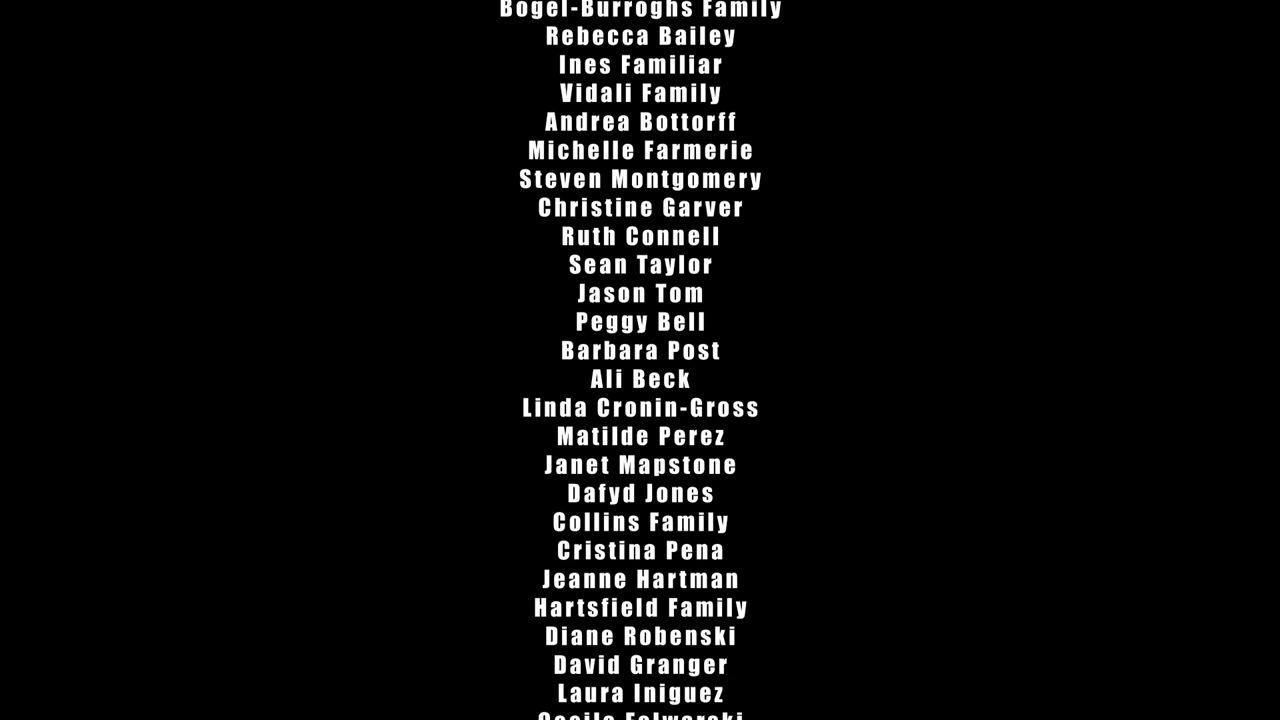 Bogel-Burroghs Family
Rebecca Bailey
Ines Familiar
Vidali Family
Andrea Bottorff
Michelle Farmerie
Steven Montgomery
Christine Garver
Ruth Connell
Sean Taylor
Jason Tom
Peggy Bell
Barbara Post
Ali Beck
Linda Cronin-Gross
Matilde Perez
Janet Mapstone
Dafyd Jones
Collins Family
Cristina Pena
Jeanne Hartman
Hartsfield Family
Diane Robenski
David Granger
Laura Iniguez